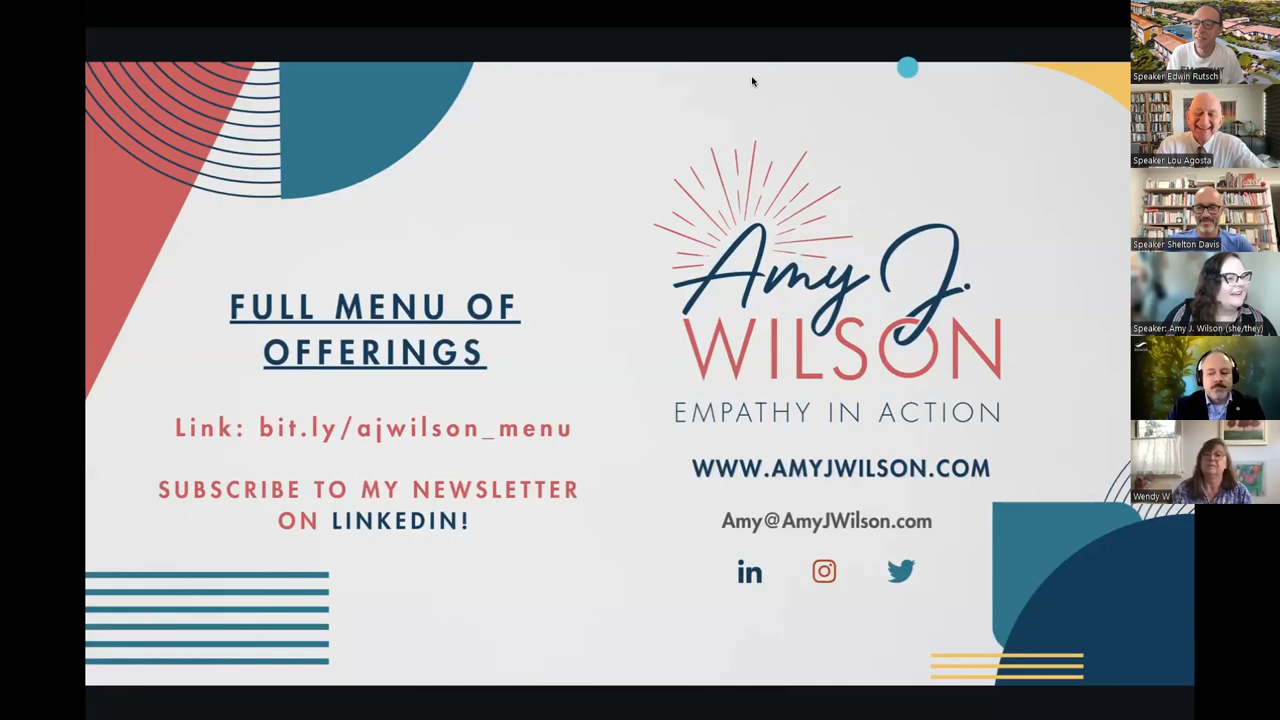 FULL MENU OF
OFFERINGS
Link: bit.ly/ajwilson_menu
SUBSCRIBE TO MY NEWSLETTER
ON LINKEDIN!
Amy J.
WILSON
EMPATHY IN ACTION
WWW.AMYJWILSON.COM
Amy@AmyJWilson.com
in
Speaker Edwin Rutsch
Speaker Lou Agosta
Speaker Shelton Davis
Speaker: Amy J. Wilson (she/they)
Wendy W